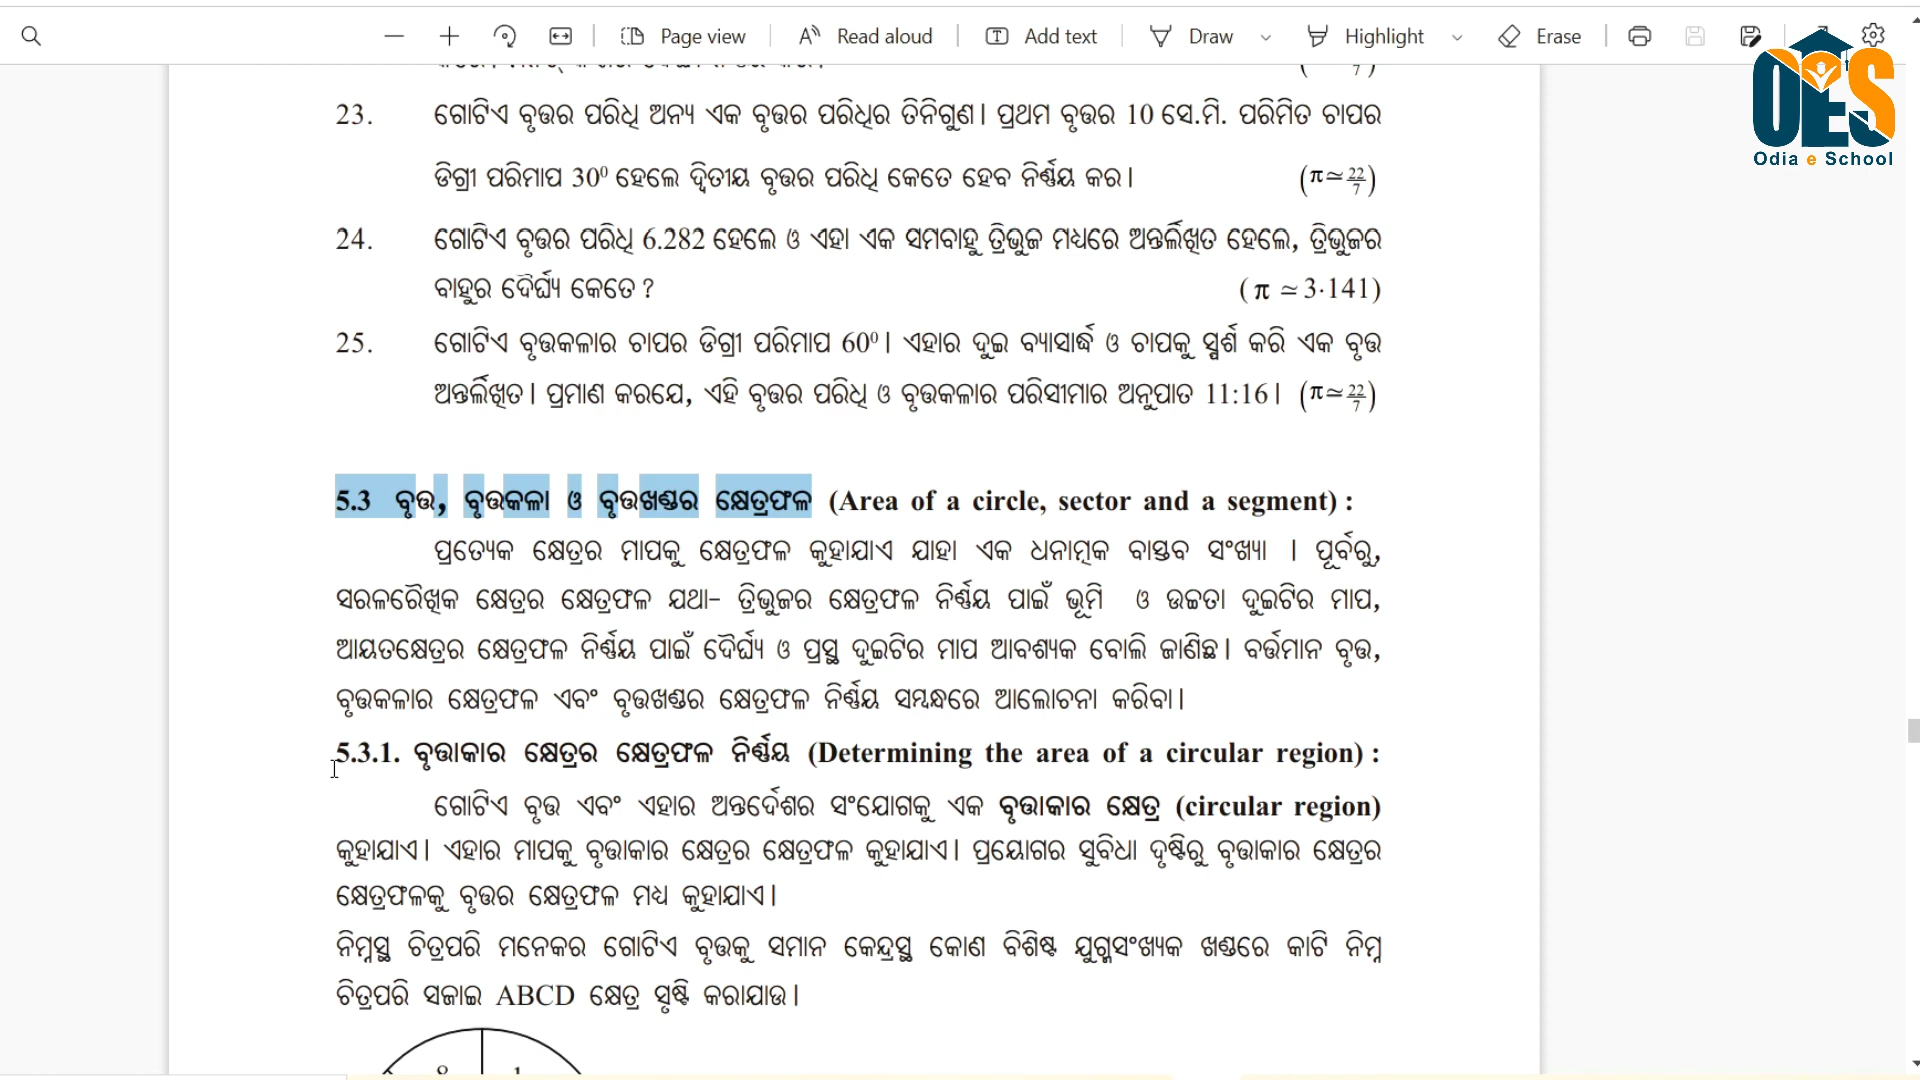 Page view
Read aloud
Add text
Draw
Highlight
Erase
OES
Odia e School
23. ଗୋଟିଏ ବୃତ୍ତର ପରିଧି ଅନ୍ୟ ଏକ ବୃତ୍ତର ପରିଧିର ତିନିଗୁଣ। ପ୍ରଥମ ବୃତ୍ତର 10 ସେ.ମି. ପରିମିତ ଚାପର
ଡିଗ୍ରୀ ପରିମାପ 30⁰ ହେଲେ ଦ୍ୱିତୀୟ ବୃତ୍ତର ପରିଧି କେତେ ହେବ ନିର୍ଣ୍ଣୟ କର। (π≃22/7)
24. ଗୋଟିଏ ବୃତ୍ତର ପରିଧି 6.282 ହେଲେ ଓ ଏହା ଏକ ସମବାହୁ ତ୍ରିଭୁଜ ମଧ୍ୟରେ ଅନ୍ତର୍ଲିଖିତ ହେଲେ, ତ୍ରିଭୁଜର
ବାହୁର ଦୈର୍ଘ୍ୟ କେତେ ? (π ≃3·141)
25. ଗୋଟିଏ ବୃତ୍ତକଳାର ଚାପର ଡିଗ୍ରୀ ପରିମାପ 60⁰। ଏହାର ଦୁଇ ବ୍ୟାସାର୍ଦ୍ଧ ଓ ଚାପକୁ ସ୍ପର୍ଶ କରି ଏକ ବୃତ୍ତ
ଅନ୍ତର୍ଲିଖିତ। ପ୍ରମାଣ କରଯେ, ଏହି ବୃତ୍ତର ପରିଧି ଓ ବୃତ୍ତକଳାର ପରିସୀମାର ଅନୁପାତ 11:16। (π≃22/7)
5.3 ବୃତ୍ତ, ବୃତ୍ତକଳା ଓ ବୃତ୍ତଖଣ୍ଡର କ୍ଷେତ୍ରଫଳ (Area of a circle, sector and a segment) :
ପ୍ରତ୍ୟେକ କ୍ଷେତ୍ରର ମାପକୁ କ୍ଷେତ୍ରଫଳ କୁହାଯାଏ ଯାହା ଏକ ଧନାତ୍ମକ ବାସ୍ତବ ସଂଖ୍ୟା । ପୂର୍ବରୁ,
ସରଳରୈଖିକ କ୍ଷେତ୍ରର କ୍ଷେତ୍ରଫଳ ଯଥା- ତ୍ରିଭୁଜର କ୍ଷେତ୍ରଫଳ ନିର୍ଣ୍ଣୟ ପାଇଁ ଭୂମି ଓ ଉଚ୍ଚତା ଦୁଇଟିର ମାପ,
ଆୟତକ୍ଷେତ୍ରର କ୍ଷେତ୍ରଫଳ ନିର୍ଣ୍ଣୟ ପାଇଁ ଦୈର୍ଘ୍ୟ ଓ ପ୍ରସ୍ଥ ଦୁଇଟିର ମାପ ଆବଶ୍ୟକ ବୋଲି ଜାଣିଛ। ବର୍ତ୍ତମାନ ବୃତ୍ତ,
ବୃତ୍ତକଳାର କ୍ଷେତ୍ରଫଳ ଏବଂ ବୃତ୍ତଖଣ୍ଡର କ୍ଷେତ୍ରଫଳ ନିର୍ଣ୍ଣୟ ସମ୍ବନ୍ଧରେ ଆଲୋଚନା କରିବା।
5.3.1. ବୃତ୍ତାକାର କ୍ଷେତ୍ରର କ୍ଷେତ୍ରଫଳ ନିର୍ଣ୍ଣୟ (Determining the area of a circular region) :
ଗୋଟିଏ ବୃତ୍ତ ଏବଂ ଏହାର ଅନ୍ତର୍ଦେଶର ସଂଯୋଗକୁ ଏକ ବୃତ୍ତାକାର କ୍ଷେତ୍ର (circular region)
କୁହାଯାଏ। ଏହାର ମାପକୁ ବୃତ୍ତାକାର କ୍ଷେତ୍ରର କ୍ଷେତ୍ରଫଳ କୁହାଯାଏ। ପ୍ରୟୋଗର ସୁବିଧା ଦୃଷ୍ଟିରୁ ବୃତ୍ତାକାର କ୍ଷେତ୍ରର
କ୍ଷେତ୍ରଫଳକୁ ବୃତ୍ତର କ୍ଷେତ୍ରଫଳ ମଧ୍ୟ କୁହାଯାଏ।
ନିମ୍ନସ୍ଥ ଚିତ୍ରପରି ମନେକର ଗୋଟିଏ ବୃତ୍ତକୁ ସମାନ କେନ୍ଦ୍ରସ୍ଥ କୋଣ ବିଶିଷ୍ଟ ଯୁଗ୍ମସଂଖ୍ୟକ ଖଣ୍ଡରେ କାଟି ନିମ୍ନ
ଚିତ୍ରପରି ସଜାଇ ABCD କ୍ଷେତ୍ର ସୃଷ୍ଟି କରାଯାଉ।